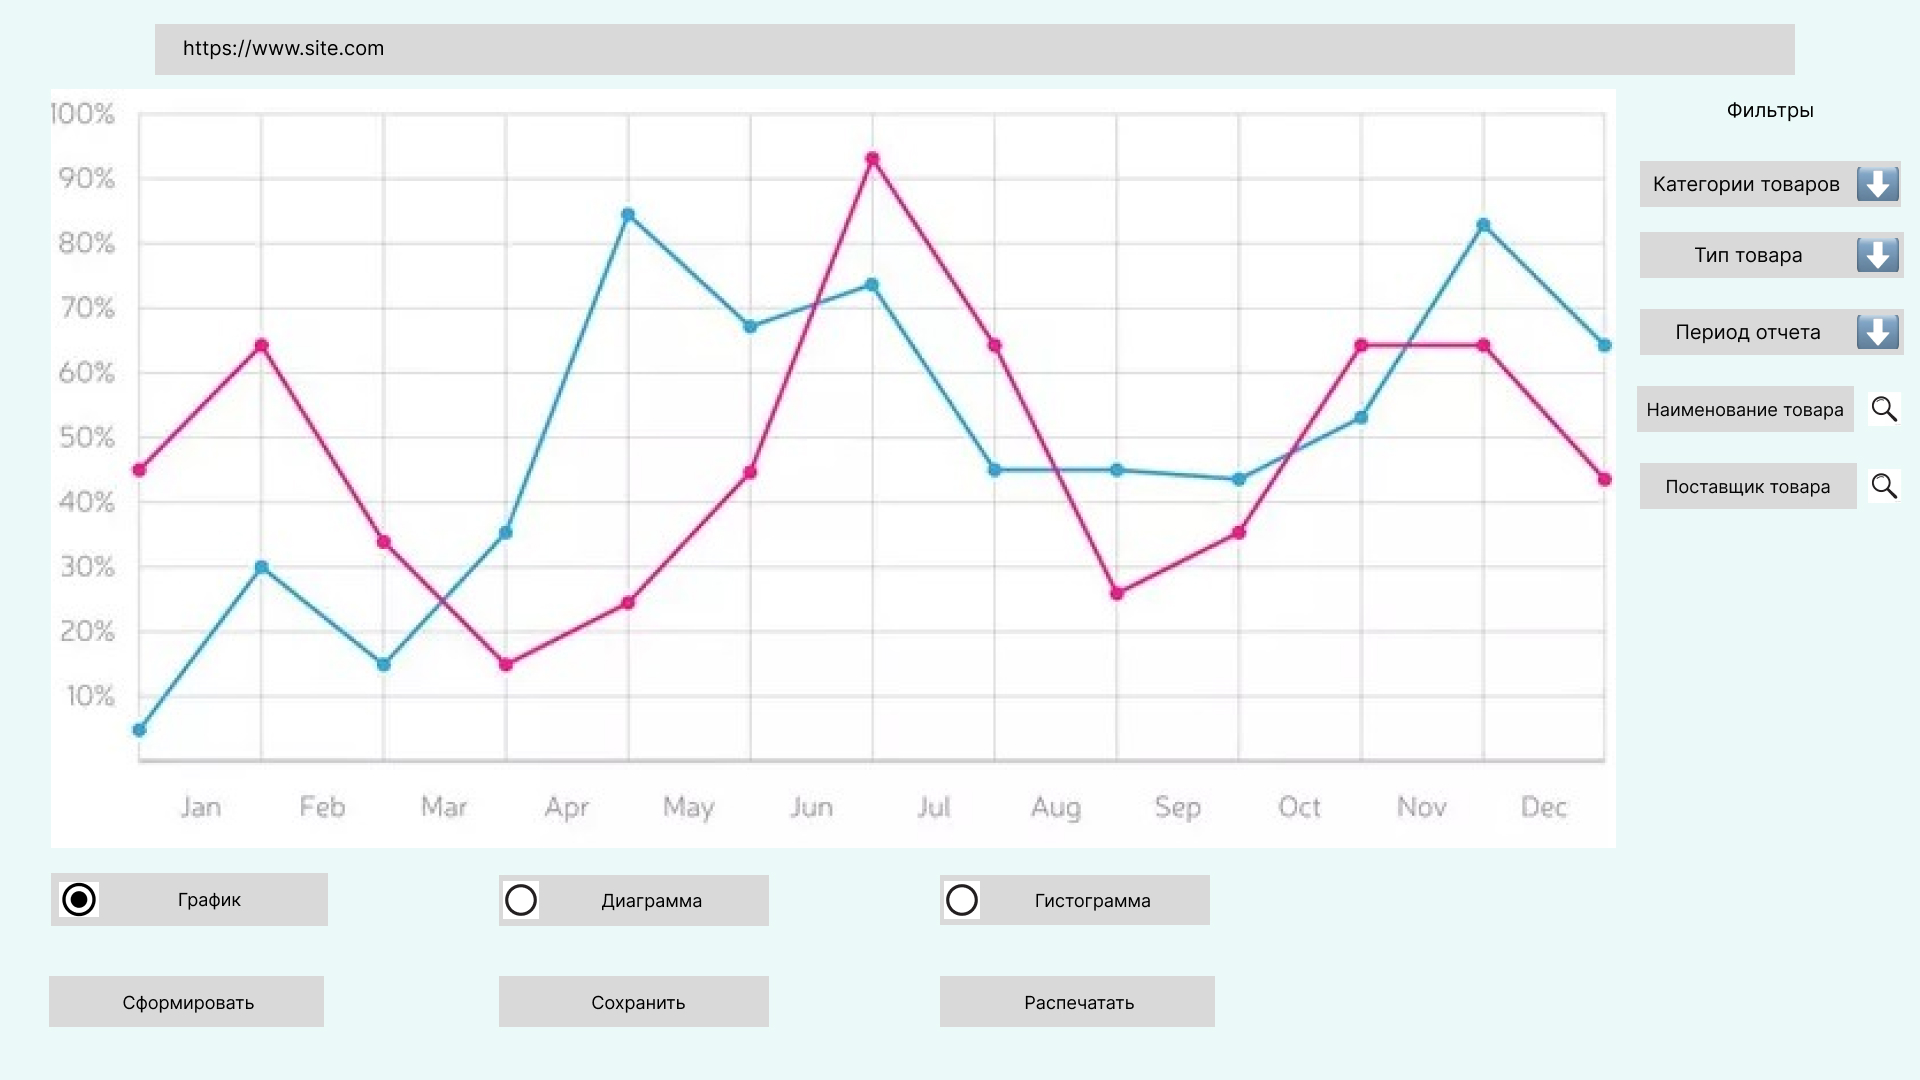 https://www.site.com
100%
90%
80%
70%
60%
50%
40%
30%
20%
10%
Jan Feb Mar Apr May Jun Jul Aug Sep Oct Nov Dec
Фильтры
Категории товаров
Тип товара
Период отчета
Наименование товара
Поставщик товара
График Диаграмма Гистограмма
Сформировать Сохранить Распечатать